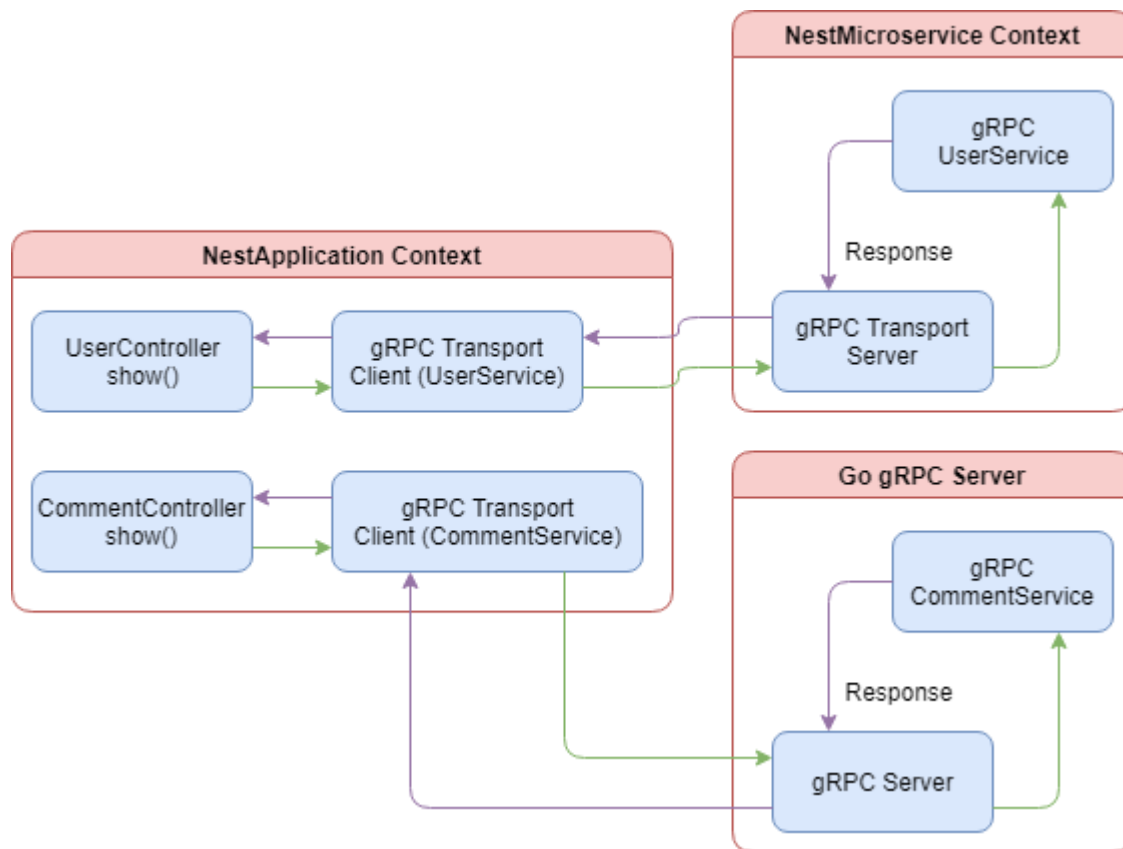 NestMicroservice Context
gRPC
UserService
Response
gRPC Transport
Server
NestApplication Context
UserController
show()
gRPC Transport
Client (UserService)
CommentController
show()
gRPC Transport
Client (CommentService)
Go gRPC Server
gRPC
CommentService
Response
gRPC Server